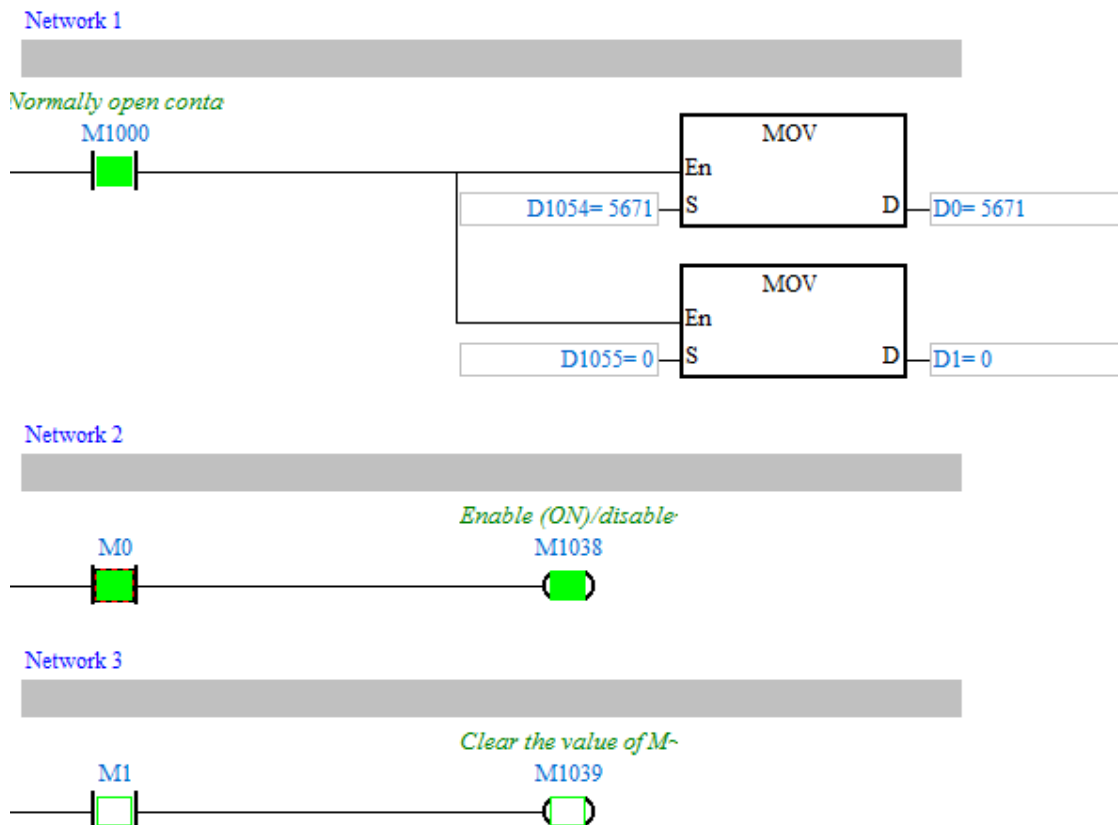 Network 1
Normally open conta
M1000
MOV
En
D1054= 5671 S D D0= 5671
MOV
En
D1055= 0 S D D1= 0
Network 2
Enable (ON)/disable
M0 M1038
Network 3
Clear the value of M~
M1 M1039